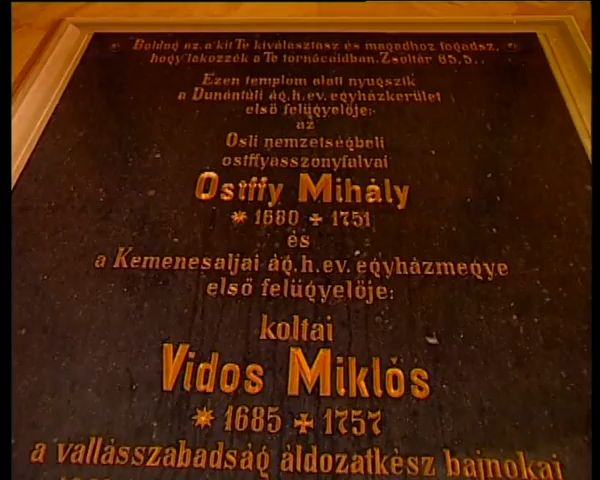 Boldog az, a kit Te kiválasztasz és magadhoz fogadsz,
hogy lakozzék a Te tornácaidban. Zsoltár 65,5.
Ezen templom alatt nyugszik
a Dunántúli ág.h.ev. egyházkerület
első felügyelője:
az
Osli nemzetségbeli
ostffyasszonyfalvai
Ostffy Mihály
* 1680 ✠ 1751
és
a Kemenesaljai ág.h.ev. egyházmegye
első felügyelője:
koltai
Vidos Miklós
* 1685 ✠ 1757
a vallásszabadság áldozatkész bajnokai